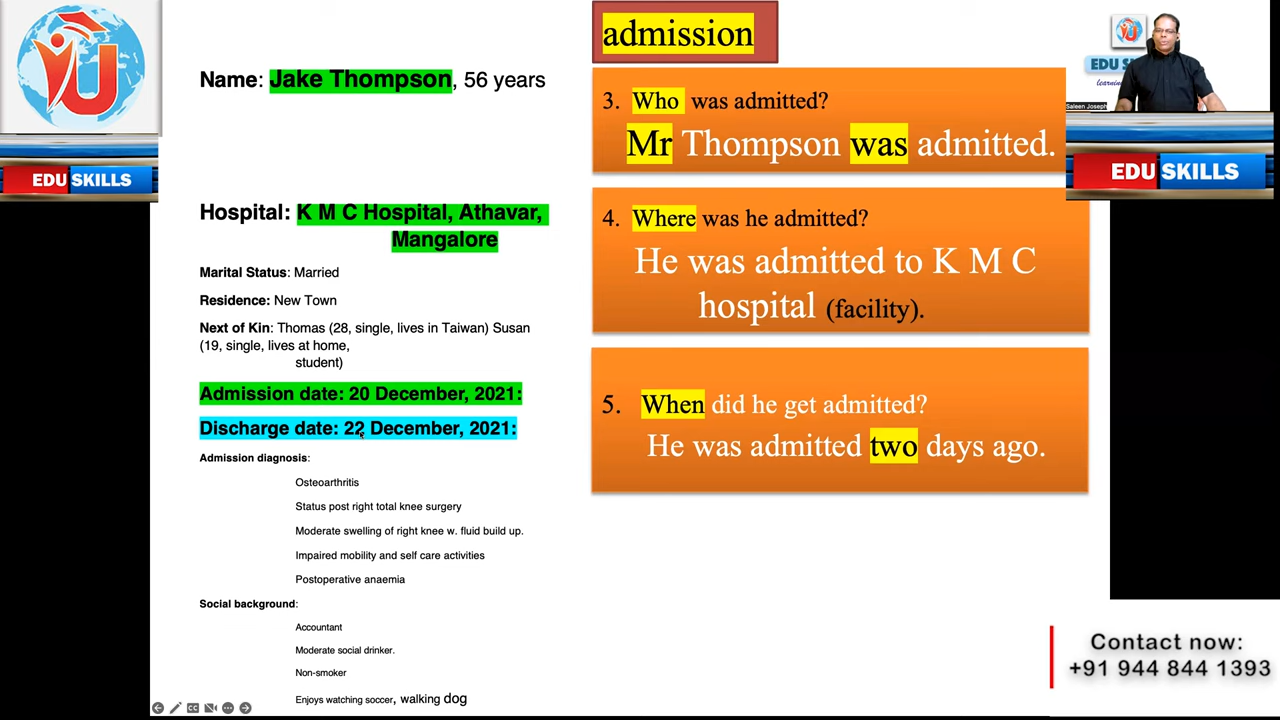 Name: Jake Thompson, 56 years
Hospital: K M C Hospital, Athavar,
Mangalore
Marital Status: Married
Residence: New Town
Next of Kin: Thomas (28, single, lives in Taiwan) Susan
(19, single, lives at home,
student)
Admission date: 20 December, 2021:
Discharge date: 22 December, 2021:
Admission diagnosis:
Osteoarthritis
Status post right total knee surgery
Moderate swelling of right knee w. fluid build up.
Impaired mobility and self care activities
Postoperative anaemia
Social background:
Accountant
Moderate social drinker.
Non-smoker
Enjoys watching soccer, walking dog
admission
3. Who was admitted?
Mr Thompson was admitted.
4. Where was he admitted?
He was admitted to K M C
hospital (facility).
5. When did he get admitted?
He was admitted two days ago.
EDU SKILLS
Saleen Joseph
EDU SKILLS
Contact now:
+91 944 844 1393